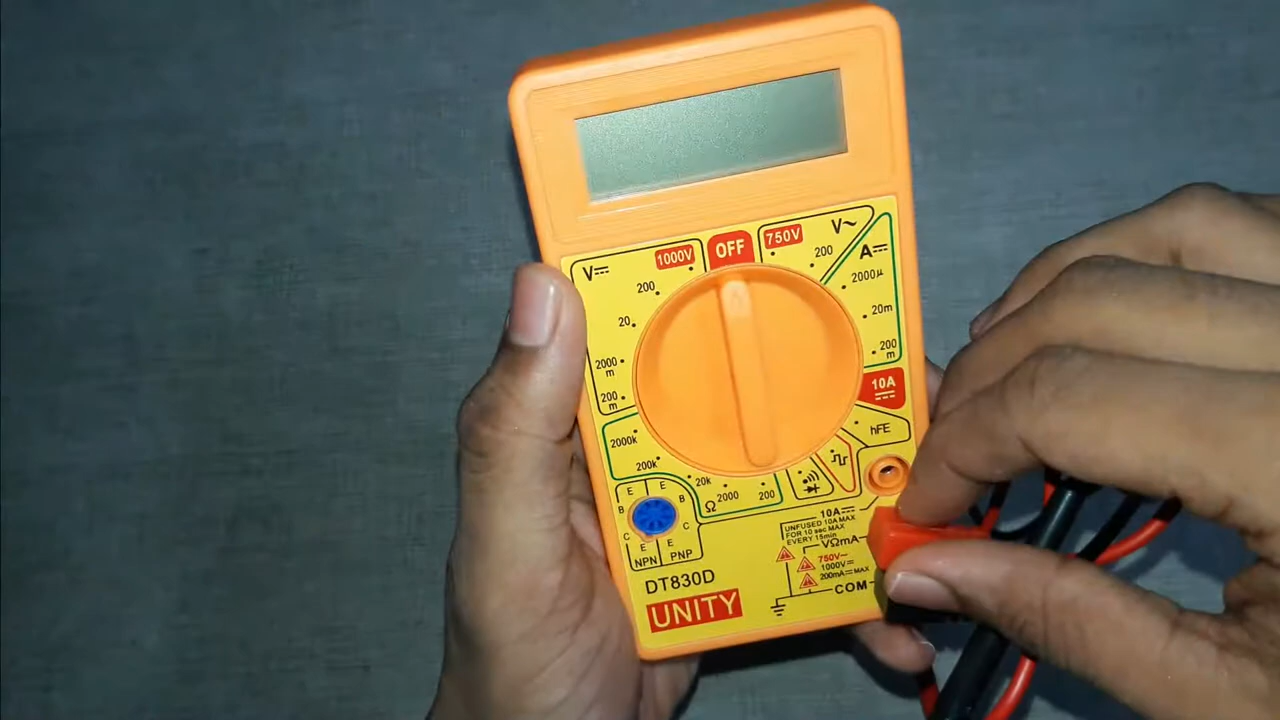 V⎓
1000V
OFF
750V
V~
200
20
2000
m
200
m
200
A⎓
2000µ
20m
200
m
10A
hFE
2000k
200k
20k
2000
200
Ω
E
E
B
B
C
C
E
E
NPN
PNP
10A⎓
UNFUSED 10A MAX
FOR 10 sec MAX
EVERY 15min
VΩmA
750V~
1000V⎓
200mA⎓MAX
COM
DT830D
UNITY